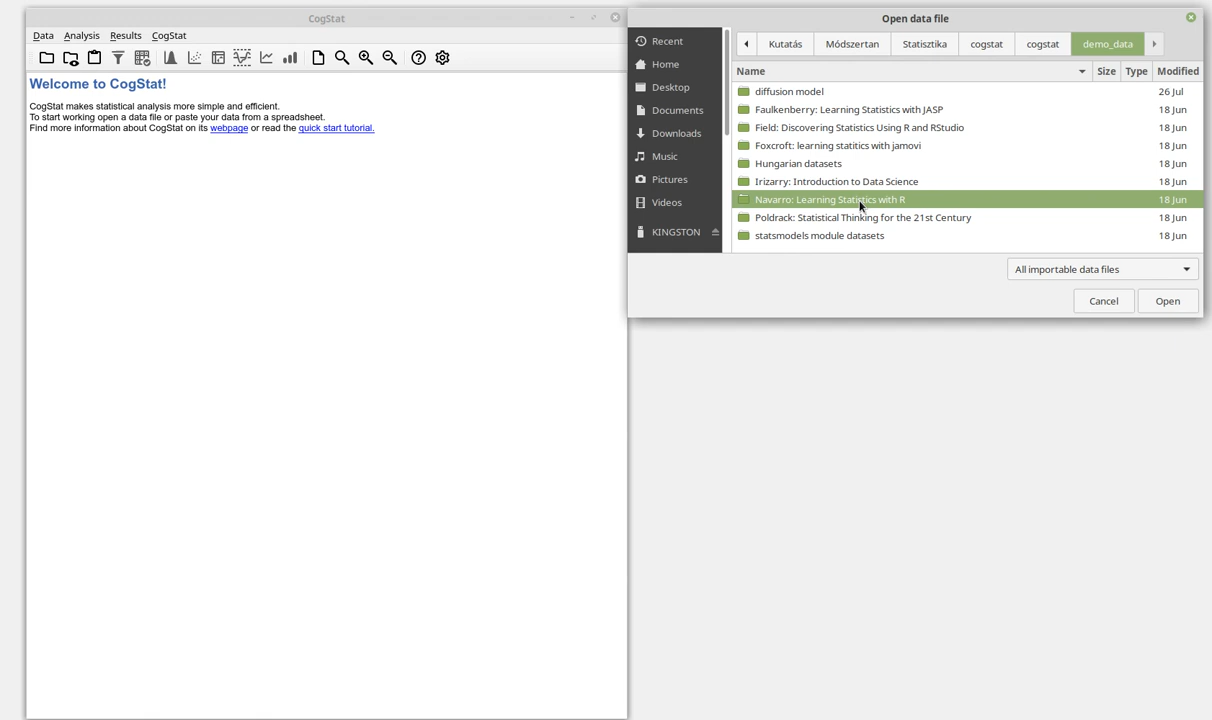 CogStat
Data Analysis Results CogStat
Welcome to CogStat!
CogStat makes statistical analysis more simple and efficient.
To start working open a data file or paste your data from a spreadsheet.
Find more information about CogStat on its webpage or read the quick start tutorial.
Open data file
Kutatás Módszertan Statisztika cogstat cogstat demo_data
Recent
Home
Desktop
Documents
Downloads
Music
Pictures
Videos
KINGSTON
Name Size Type Modified
diffusion model 26 Jul
Faulkenberry: Learning Statistics with JASP 18 Jun
Field: Discovering Statistics Using R and RStudio 18 Jun
Foxcroft: learning statitics with jamovi 18 Jun
Hungarian datasets 18 Jun
Irizarry: Introduction to Data Science 18 Jun
Navarro: Learning Statistics with R 18 Jun
Poldrack: Statistical Thinking for the 21st Century 18 Jun
statsmodels module datasets 18 Jun
All importable data files
Cancel Open